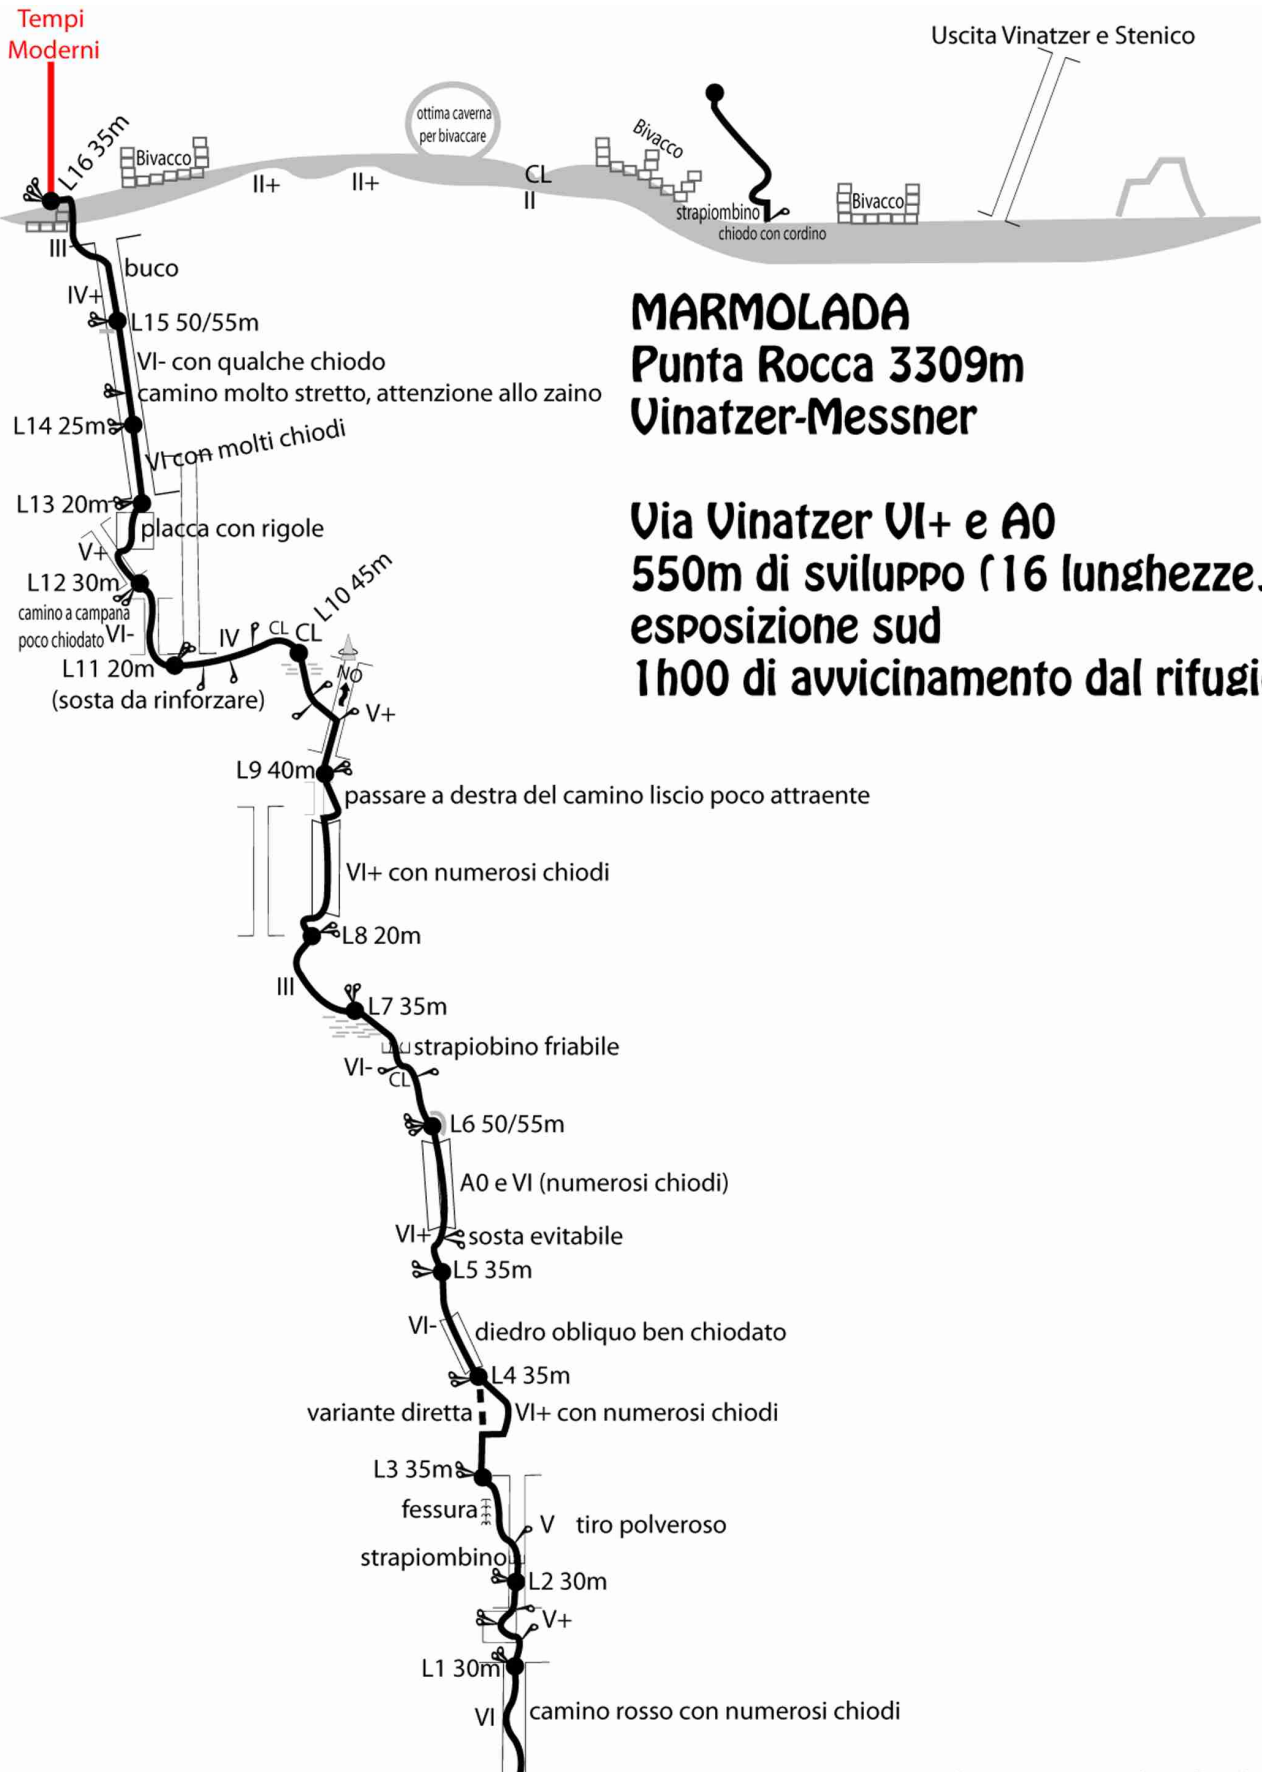 Tempi
Moderni
Uscita Vinatzer e Stenico
L16 35m
Bivacco
ottima caverna
per bivaccare
Bivacco
II+
II+
CL
II
strapiombino
chiodo con cordino
Bivacco
III
buco
IV+
L15 50/55m
MARMOLADA
Punta Rocca 3309m
Vinatzer-Messner
VI- con qualche chiodo
camino molto stretto, attenzione allo zaino
L14 25m
VI con molti chiodi
L13 20m
placca con rigole
Via Vinatzer VI+ e A0
550m di sviluppo (16 lunghezze
esposizione sud
1h00 di avvicinamento dal rifugi
V+
L12 30m
camino a campana
poco chiodato
VI-
IV
CL
CL
L10 45m
L11 20m
(sosta da rinforzare)
NO
V+
L9 40m
passare a destra del camino liscio poco attraente
VI+ con numerosi chiodi
L8 20m
III
L7 35m
strapiobino friabile
VI-
CL
L6 50/55m
A0 e VI (numerosi chiodi)
VI+
sosta evitabile
L5 35m
VI-
diedro obliquo ben chiodato
L4 35m
variante diretta
VI+ con numerosi chiodi
L3 35m
fessura
V tiro polveroso
strapiombino
L2 30m
V+
L1 30m
VI
camino rosso con numerosi chiodi